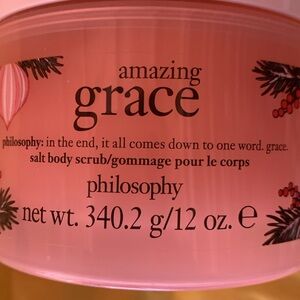 amazing
grace
philosophy: in the end, it all comes down to one word. grace.
salt body scrub/gommage pour le corps
philosophy
net wt. 340.2 g/12 oz. e